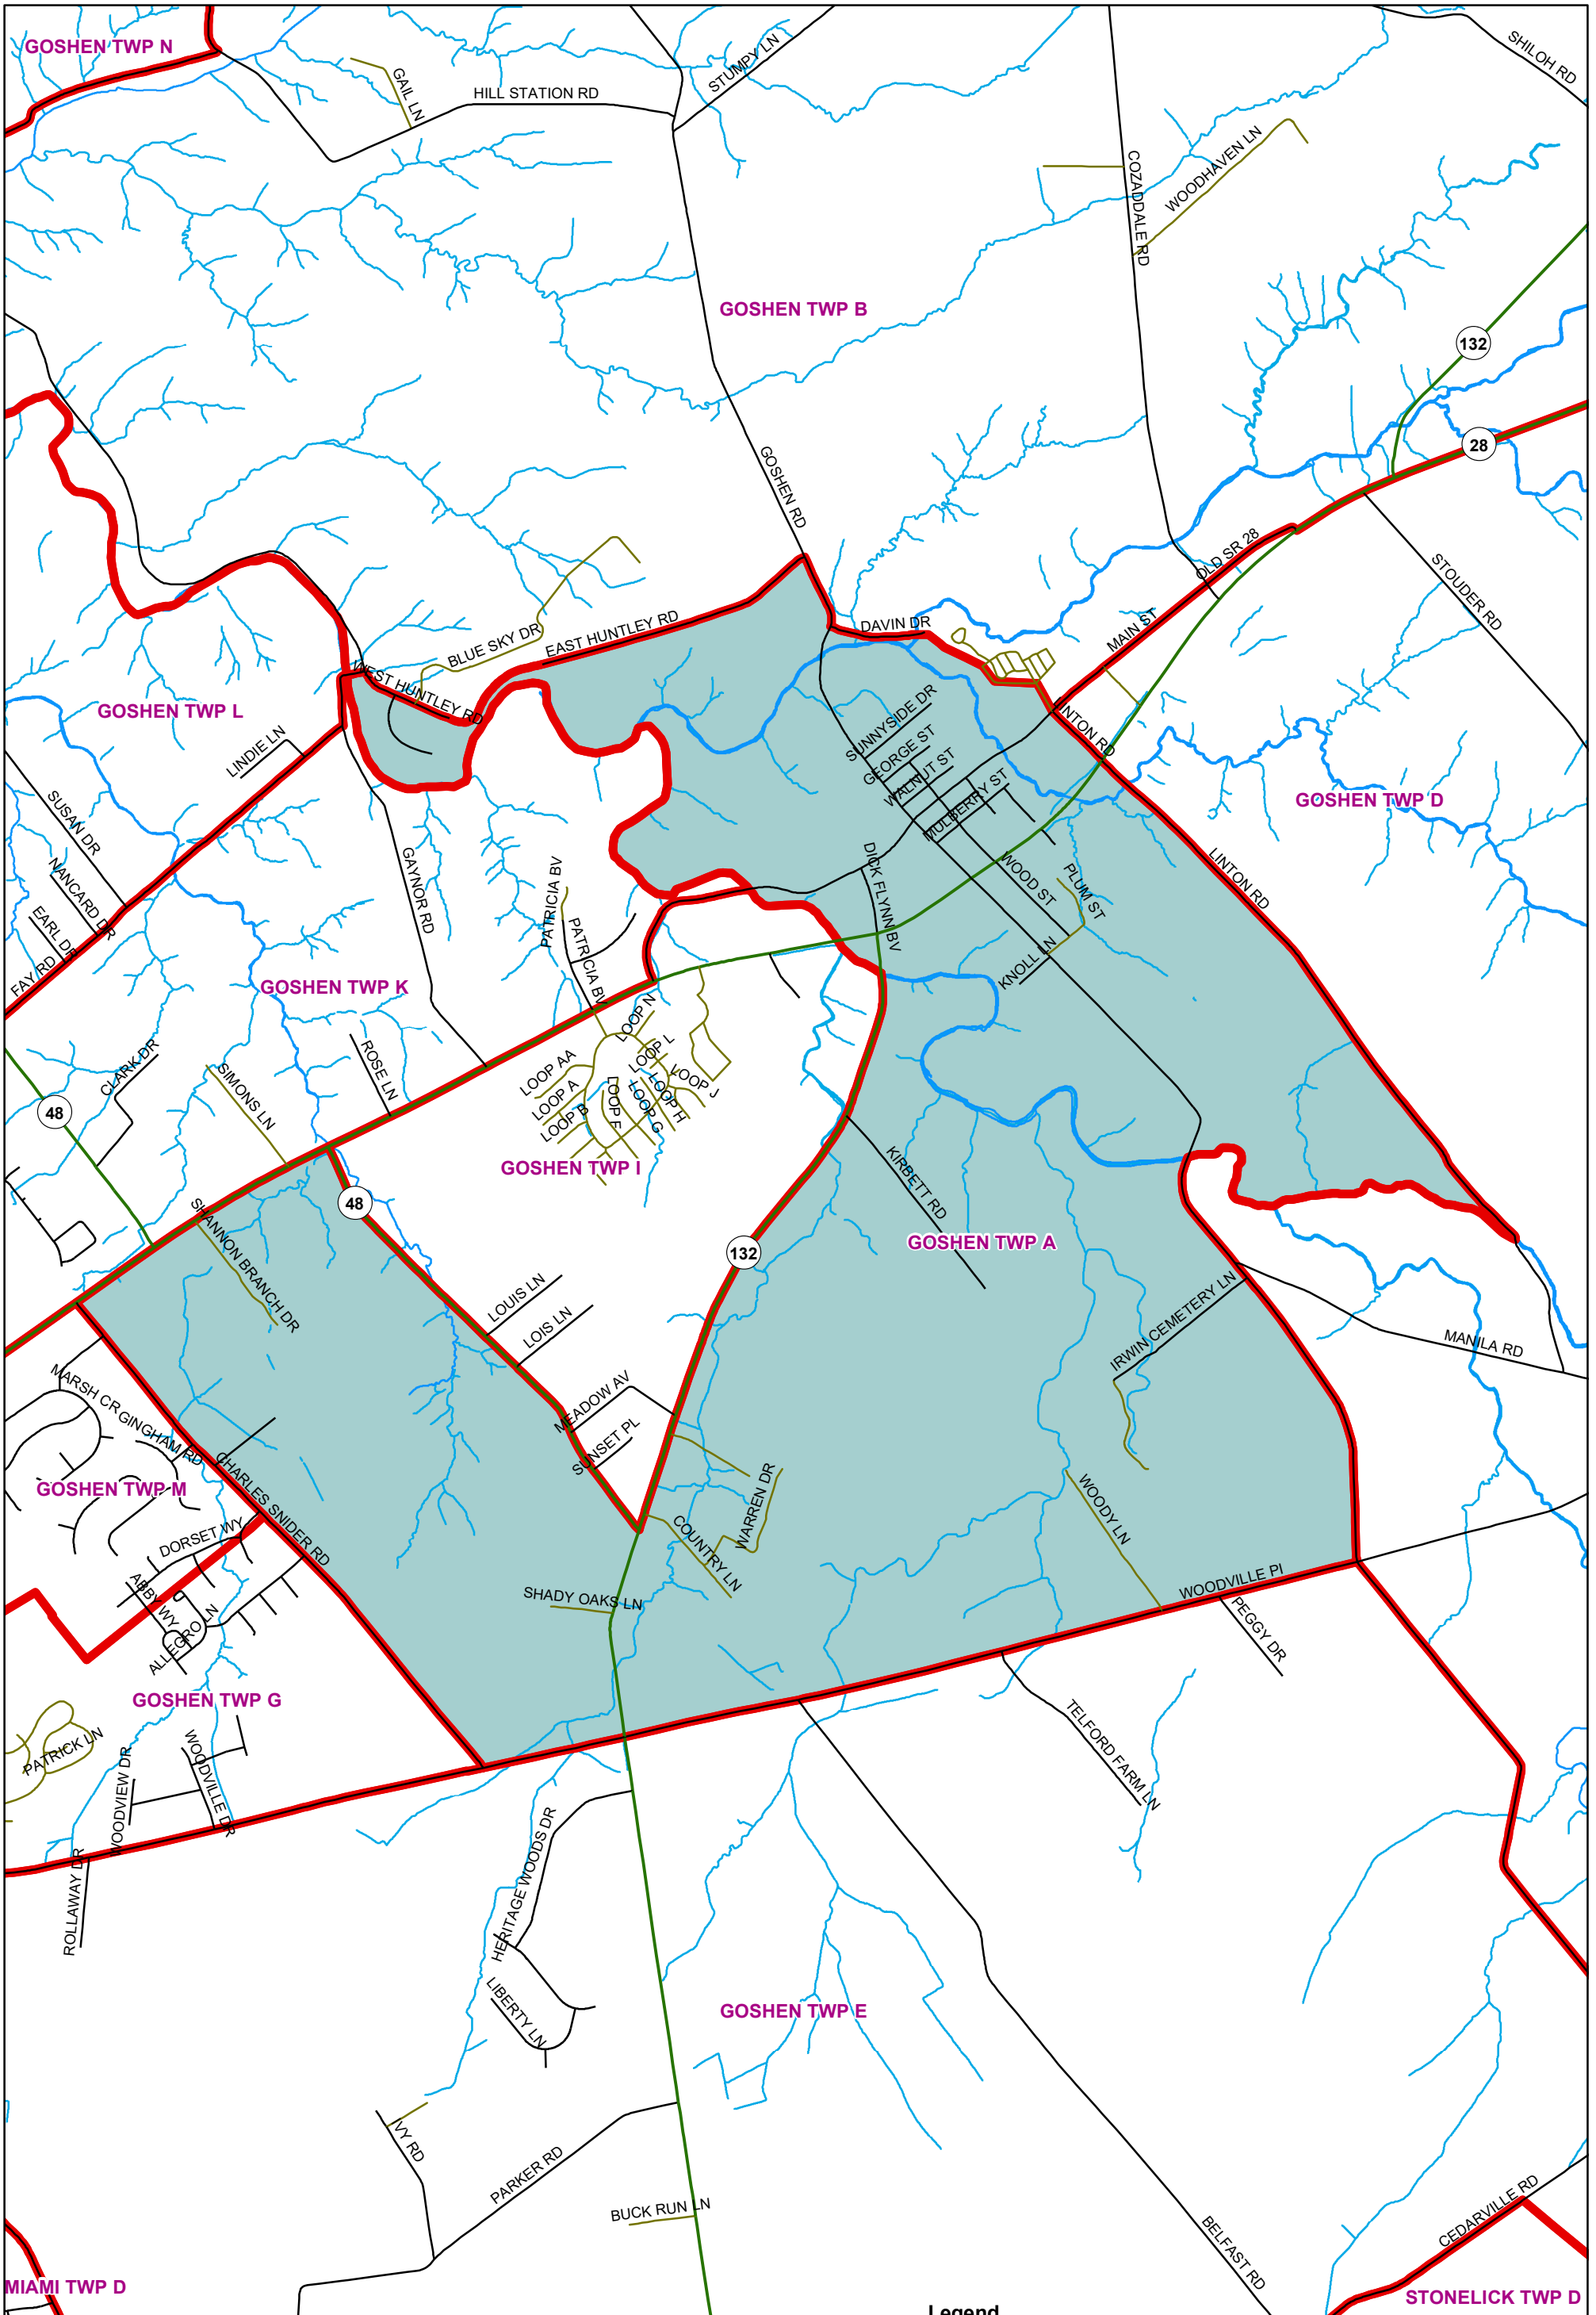 GOSHEN TWP N
GAIL LN
HILL STATION RD
STUMPY LN
SHILOH RD
COZADDALE RD
WOODHAVEN LN
GOSHEN TWP B
132
28
GOSHEN RD
OLD SR 28
STOUDER RD
BLUE SKY DR
EAST HUNTLEY RD
DAVIN DR
MAIN ST
WEST HUNTLEY RD
GOSHEN TWP L
LINDIE LN
SUNNYSIDE DR
GEORGE ST
WALNUT ST
MULBERRY ST
LINTON RD
GOSHEN TWP D
SUSAN DR
NANCARD DR
EARL DR
FAY RD
GAYNOR RD
PATRICIA BV
PATRICIA BV
DICK FLYNN BV
WOOD ST
PLUM ST
KNOLL LN
LINTON RD
GOSHEN TWP K
LOOP N
LOOP L
LOOP AA
LOOP A
LOOP B
LOOP F
LOOP G
LOOP H
LOOP J
ROSE LN
CLARK DR
SIMONS LN
48
GOSHEN TWP I
KIRBETT RD
48
SHANNON BRANCH DR
132
GOSHEN TWP A
LOUIS LN
LOIS LN
IRWIN CEMETERY LN
MANILA RD
MEADOW AV
SUNSET PL
MARSH CR
GINGHAM RD
CHARLES SNIDER RD
GOSHEN TWP M
DORSET WY
ABBY WY
ALLEGRO LN
WARREN DR
COUNTRY LN
SHADY OAKS LN
WOODY LN
WOODVILLE PI
PEGGY DR
GOSHEN TWP G
PATRICK LN
WOODVIEW DR
WOODVILLE DR
ROLLAWAY DR
TELFORD FARM LN
HERITAGE WOODS DR
LIBERTY LN
GOSHEN TWP E
VY RD
PARKER RD
BUCK RUN LN
BELFAST RD
CEDARVILLE RD
MIAMI TWP D
STONELICK TWP D
Legend